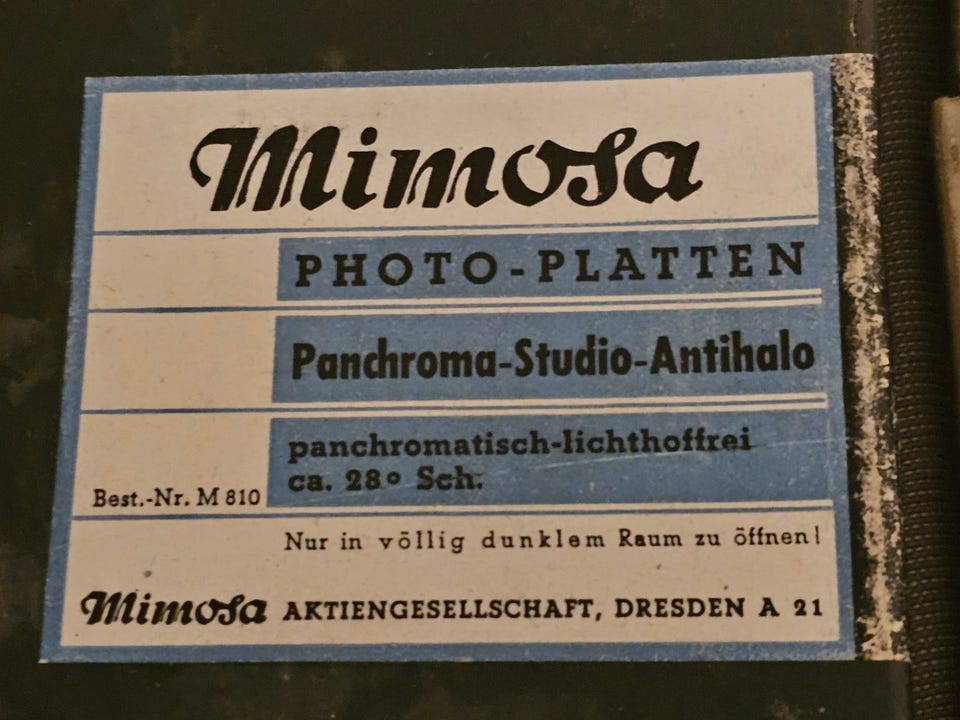 Mimosa
PHOTO-PLATTEN
Panchroma-Studio-Antihalo
panchromatisch-lichthoffrei
ca. 28° Sch.
Best.-Nr. M 810
Nur in völlig dunklem Raum zu öffnen!
Mimosa AKTIENGESELLSCHAFT, DRESDEN A 21